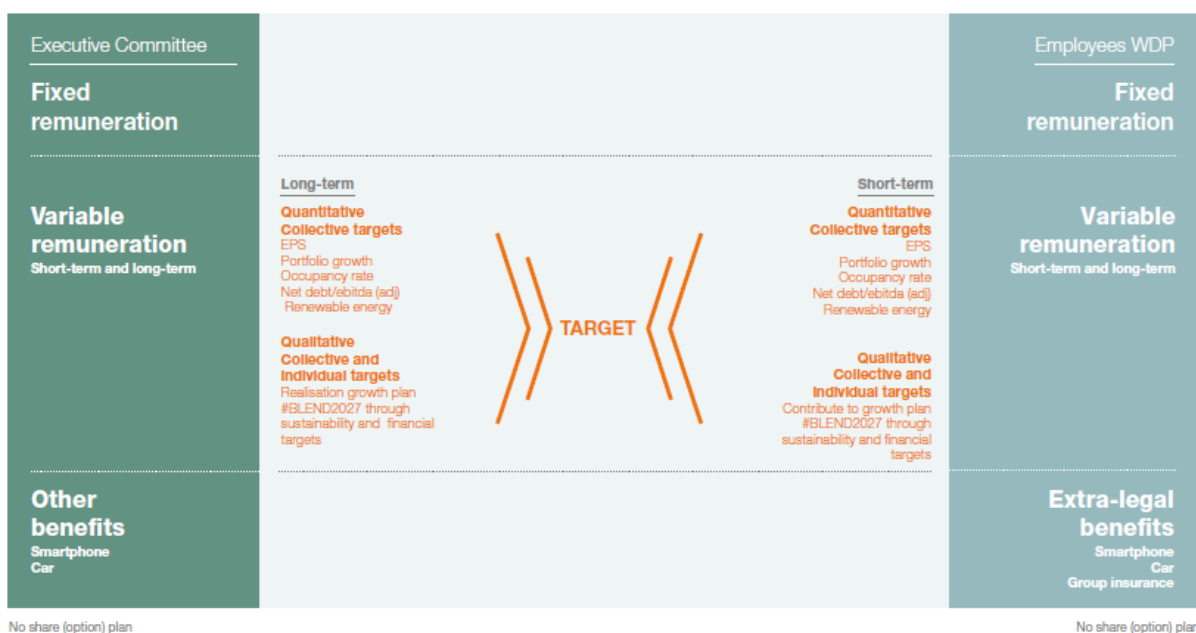 Executive Committee
Fixed
remuneration
Variable
remuneration
Short-term and long-term
Other
benefits
Smartphone
Car
No share (option) plan
Long-term
Quantitative
Collective targets
EPS
Portfolio growth
Occupancy rate
Net debt/ebitda (adj)
Renewable energy
Qualitative
Collective and
Individual targets
Realisation growth plan
#BLEND2027 through
sustainability and financial
targets
TARGET
Short-term
Quantitative
Collective targets
EPS
Portfolio growth
Occupancy rate
Net debt/ebitda (adj)
Renewable energy
Qualitative
Collective and
Individual targets
Contribute to growth plan
#BLEND2027 through
sustainability and financial
targets
Employees WDP
Fixed
remuneration
Variable
remuneration
Short-term and long-term
Extra-legal
benefits
Smartphone
Car
Group insurance
No share (option) plan